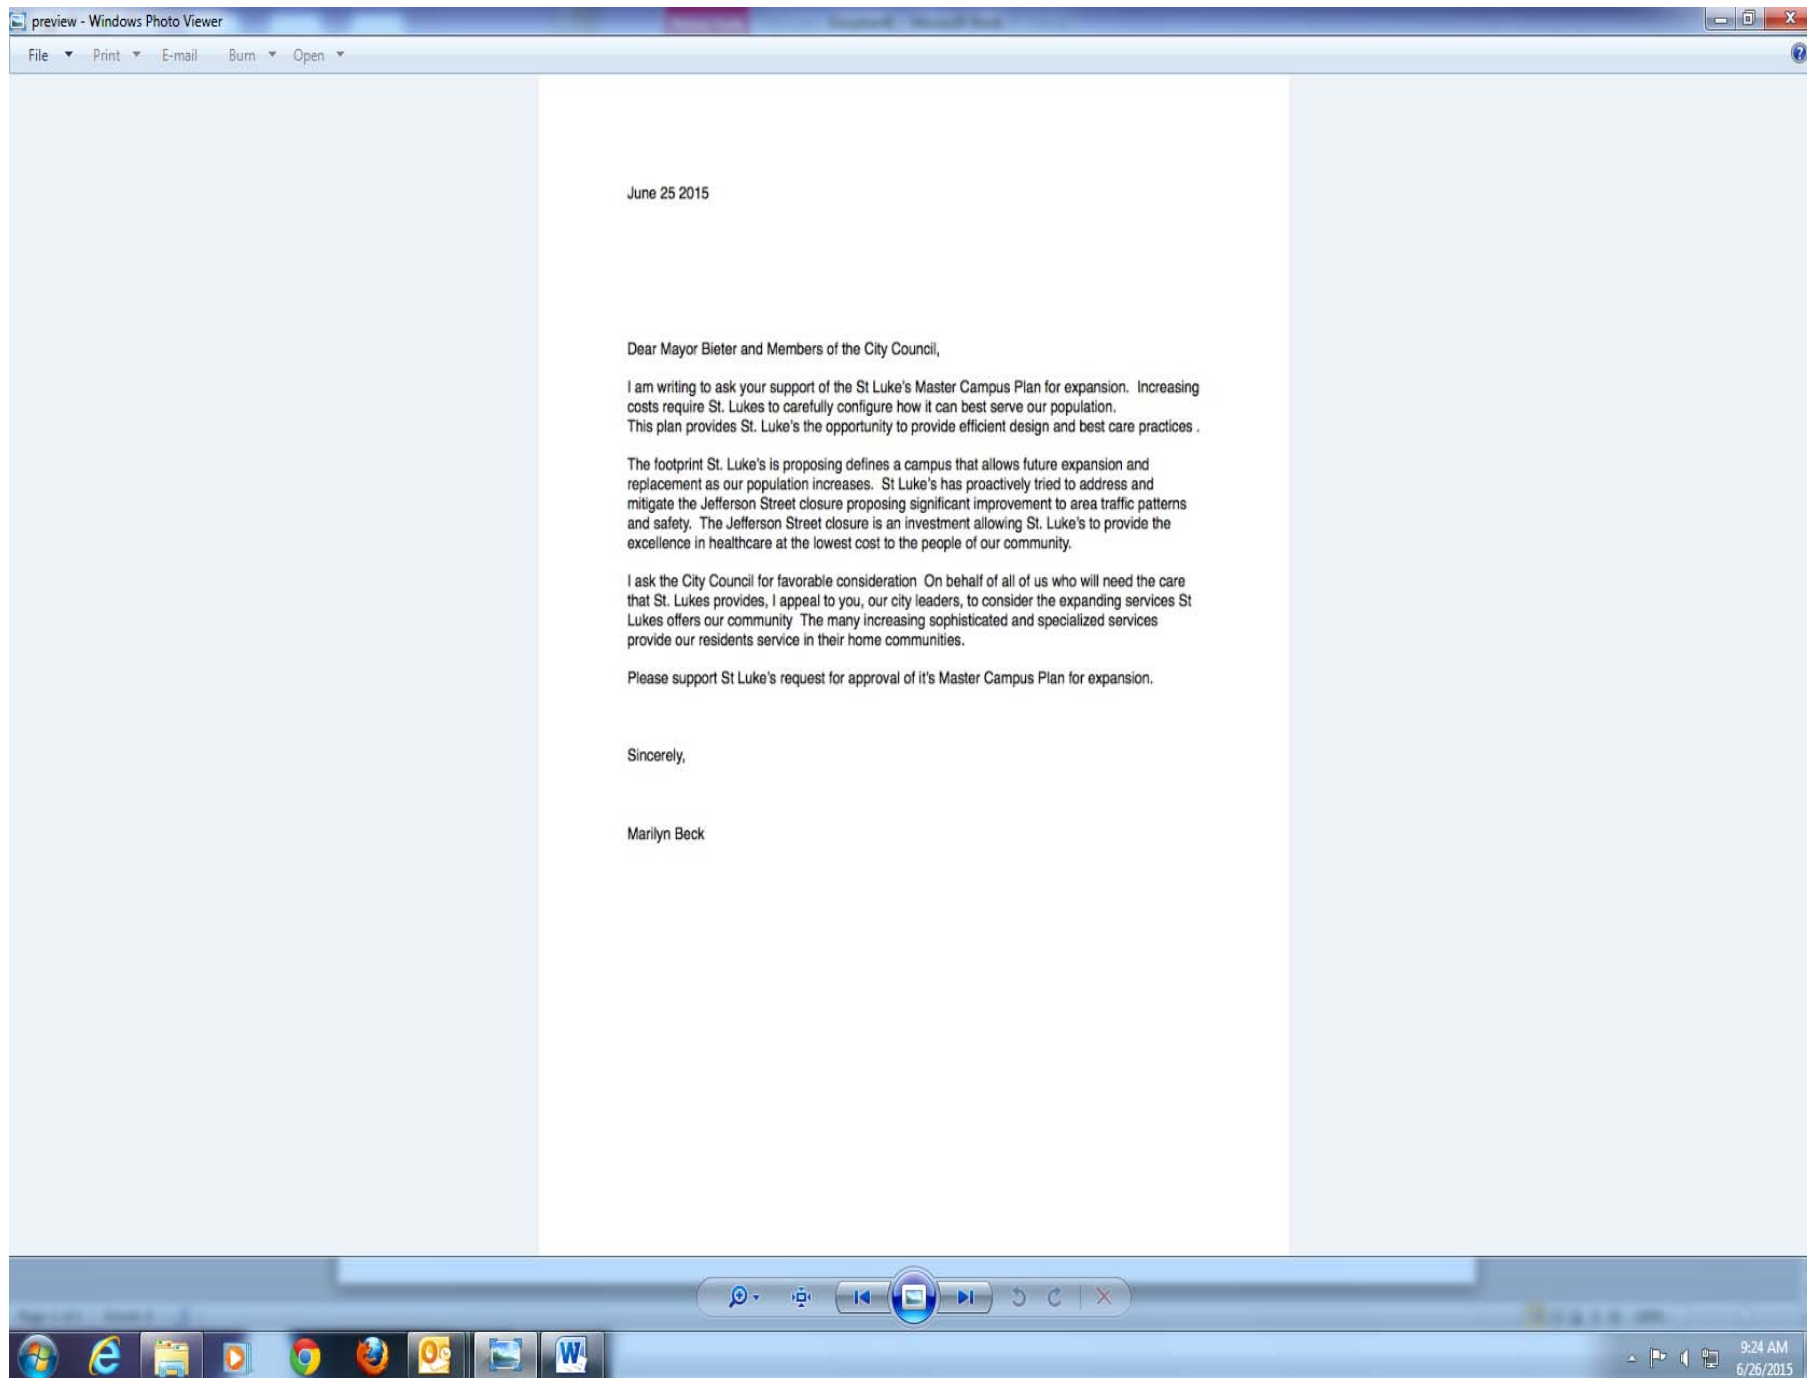 preview - Windows Photo Viewer
File Print E-mail Burn Open
June 25 2015
Dear Mayor Bieter and Members of the City Council,
I am writing to ask your support of the St Luke's Master Campus Plan for expansion. Increasing
costs require St. Lukes to carefully configure how it can best serve our population.
This plan provides St. Luke's the opportunity to provide efficient design and best care practices .
The footprint St. Luke's is proposing defines a campus that allows future expansion and
replacement as our population increases. St Luke's has proactively tried to address and
mitigate the Jefferson Street closure proposing significant improvement to area traffic patterns
and safety. The Jefferson Street closure is an investment allowing St. Luke's to provide the
excellence in healthcare at the lowest cost to the people of our community.
I ask the City Council for favorable consideration On behalf of all of us who will need the care
that St. Lukes provides, I appeal to you, our city leaders, to consider the expanding services St
Lukes offers our community The many increasing sophisticated and specialized services
provide our residents service in their home communities.
Please support St Luke's request for approval of it's Master Campus Plan for expansion.
Sincerely,
Marilyn Beck
9:24 AM
6/26/2015